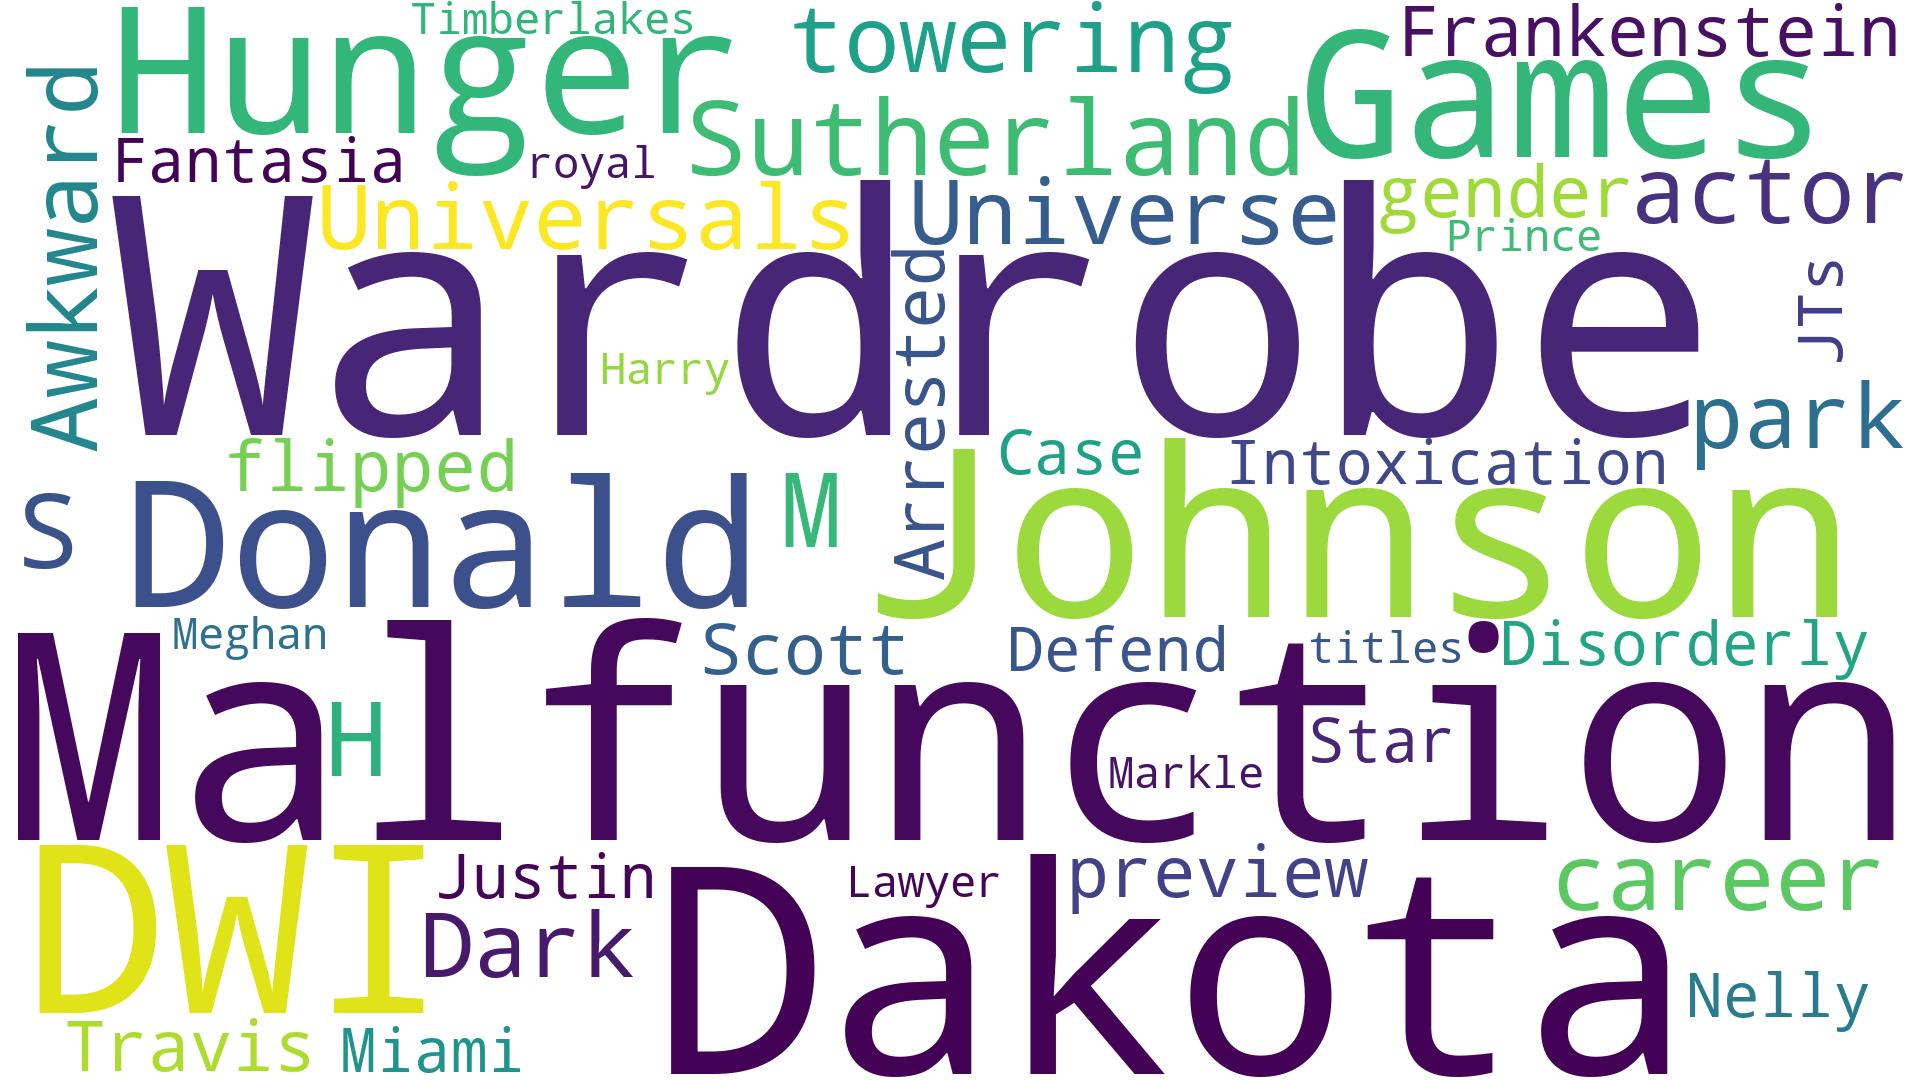 Timberlakes
Hunger
towering
Games
Frankenstein
Awkward
Fantasia
royal
Sutherland
Universals
Universe
gender
actor
Prince
Wardrobe
Harry
Arrested
JTs
park
flipped
Case
Intoxication
S
Donald
M
Johnson
Meghan
Scott
Defend
titles
Disorderly
Malfunction
H
Star
Markle
DWI
Justin
Lawyer
preview
career
Dark
Dakota
Nelly
Travis
Miami